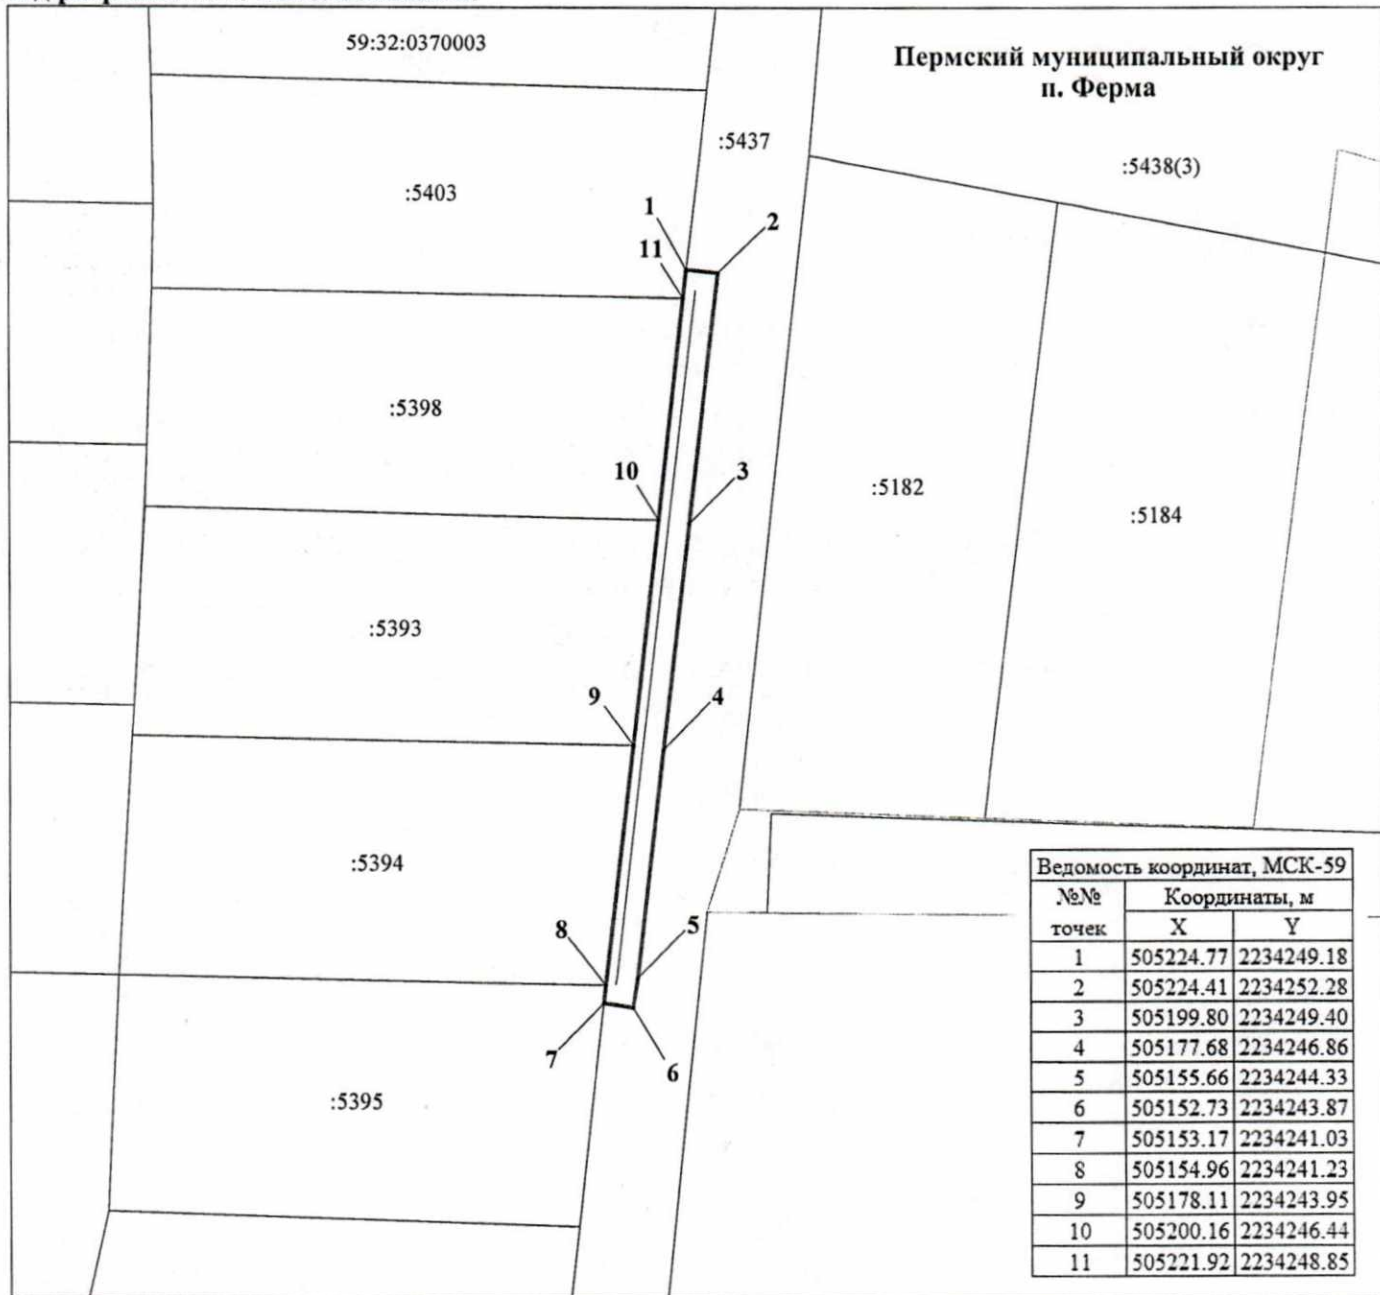 59:32:0370003
Пермский муниципальный округ
п. Ферма
:5437
:5438(3)
:5403
1
2
11
:5398
10
3
:5182
:5184
:5393
9
4
:5394
8
5
7
6
:5395
Ведомость координат, МСК-59
№№ точек Координаты, м
X Y
1 505224.77 2234249.18
2 505224.41 2234252.28
3 505199.80 2234249.40
4 505177.68 2234246.86
5 505155.66 2234244.33
6 505152.73 2234243.87
7 505153.17 2234241.03
8 505154.96 2234241.23
9 505178.11 2234243.95
10 505200.16 2234246.44
11 505221.92 2234248.85